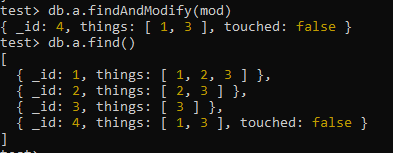 test> db.a.findAndModify(mod)
{ _id: 4, things: [ 1, 3 ], touched: false }
test> db.a.find()
[
  { _id: 1, things: [ 1, 2, 3 ] },
  { _id: 2, things: [ 2, 3 ] },
  { _id: 3, things: [ 3 ] },
  { _id: 4, things: [ 1, 3 ], touched: false }
]
test>